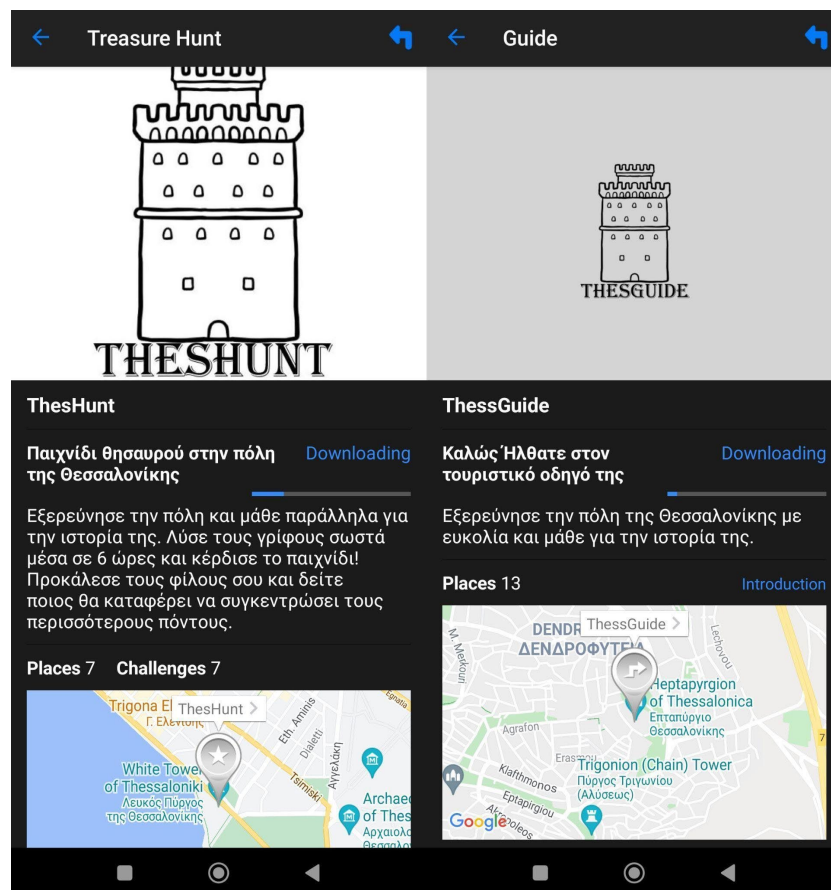 Treasure Hunt
THESHUNT
ThesHunt
Παιχνίδι θησαυρού στην πόλη
της Θεσσαλονίκης
Downloading
Εξερεύνησε την πόλη και μάθε παράλληλα για
την ιστορία της. Λύσε τους γρίφους σωστά
μέσα σε 6 ώρες και κέρδισε το παιχνίδι!
Προκάλεσε τους φίλους σου και δείτε
ποιος θα καταφέρει να συγκεντρώσει τους
περισσότερους πόντους.
Places 7 Challenges 7
Trigona El
ThesHunt
Eth. Aminis
Egnatia
Dialetti
Αγγελάκη
Tsimiski
White Tower
of Thessaloniki
Λευκός Πύργος
της Θεσσαλονίκης
Archaeo
of Thes
Αρχαιολο
Guide
THESGUIDE
ThessGuide
Καλώς Ήλθατε στον
τουριστικό οδηγό της
Downloading
Εξερεύνησε την πόλη της Θεσσαλονίκης με
ευκολία και μάθε για την ιστορία της.
Places 13
Introduction
DENDR
ThessGuide
ΔΕΝΔΡΟΦΥΤΕΙΑ
M. Merkouri
Lechovou
Heptapyrgion
of Thessalonica
Επταπύργιο
Θεσσαλονίκης
Agrafon
7
Trigonion (Chain) Tower
Πύργος Τριγωνίου
(Αλύσεως)
Klafthmonos
Eptapirgiou
Akropoleos
Google